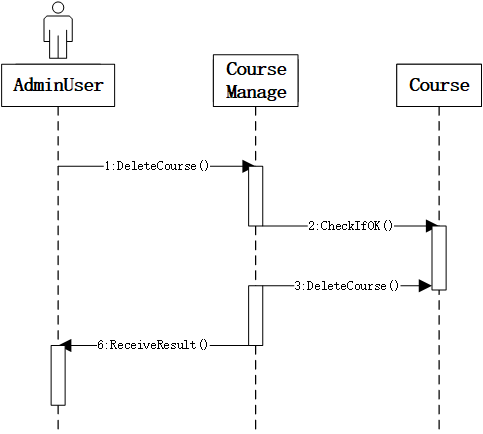 AdminUser
Course
Manage
Course
1:DeleteCourse()
2:CheckIfOK()
3:DeleteCourse()
6:ReceiveResult()